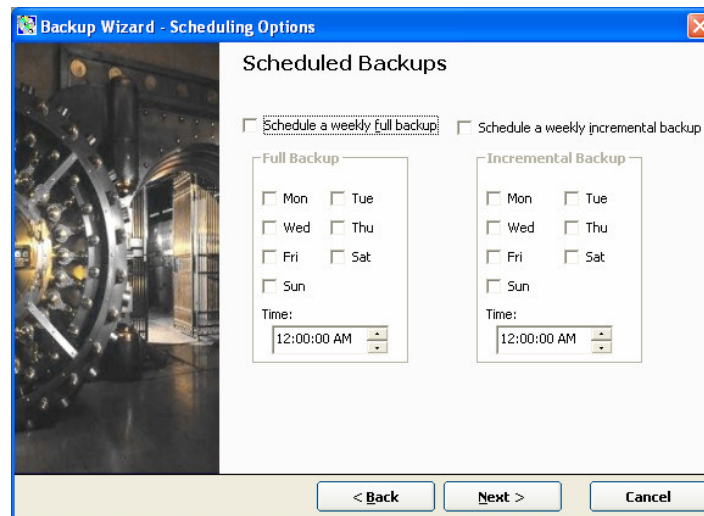 Backup Wizard - Scheduling Options
Scheduled Backups
Schedule a weekly full backup
Schedule a weekly incremental backup
Full Backup
Mon Tue
Wed Thu
Fri Sat
Sun
Time:
12:00:00 AM
Incremental Backup
Mon Tue
Wed Thu
Fri Sat
Sun
Time:
12:00:00 AM
< Back Next > Cancel